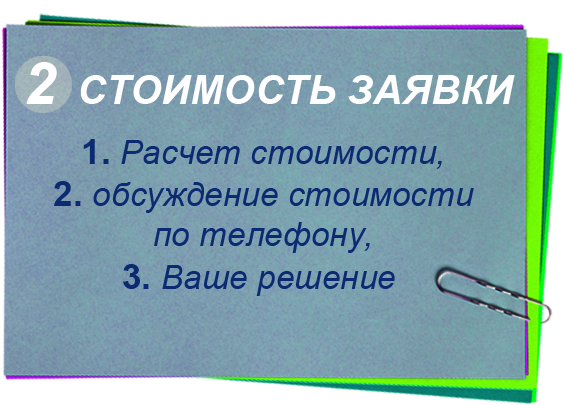 2 СТОИМОСТЬ ЗАЯВКИ
1. Расчет стоимости,
2. обсуждение стоимости
по телефону,
3. Ваше решение